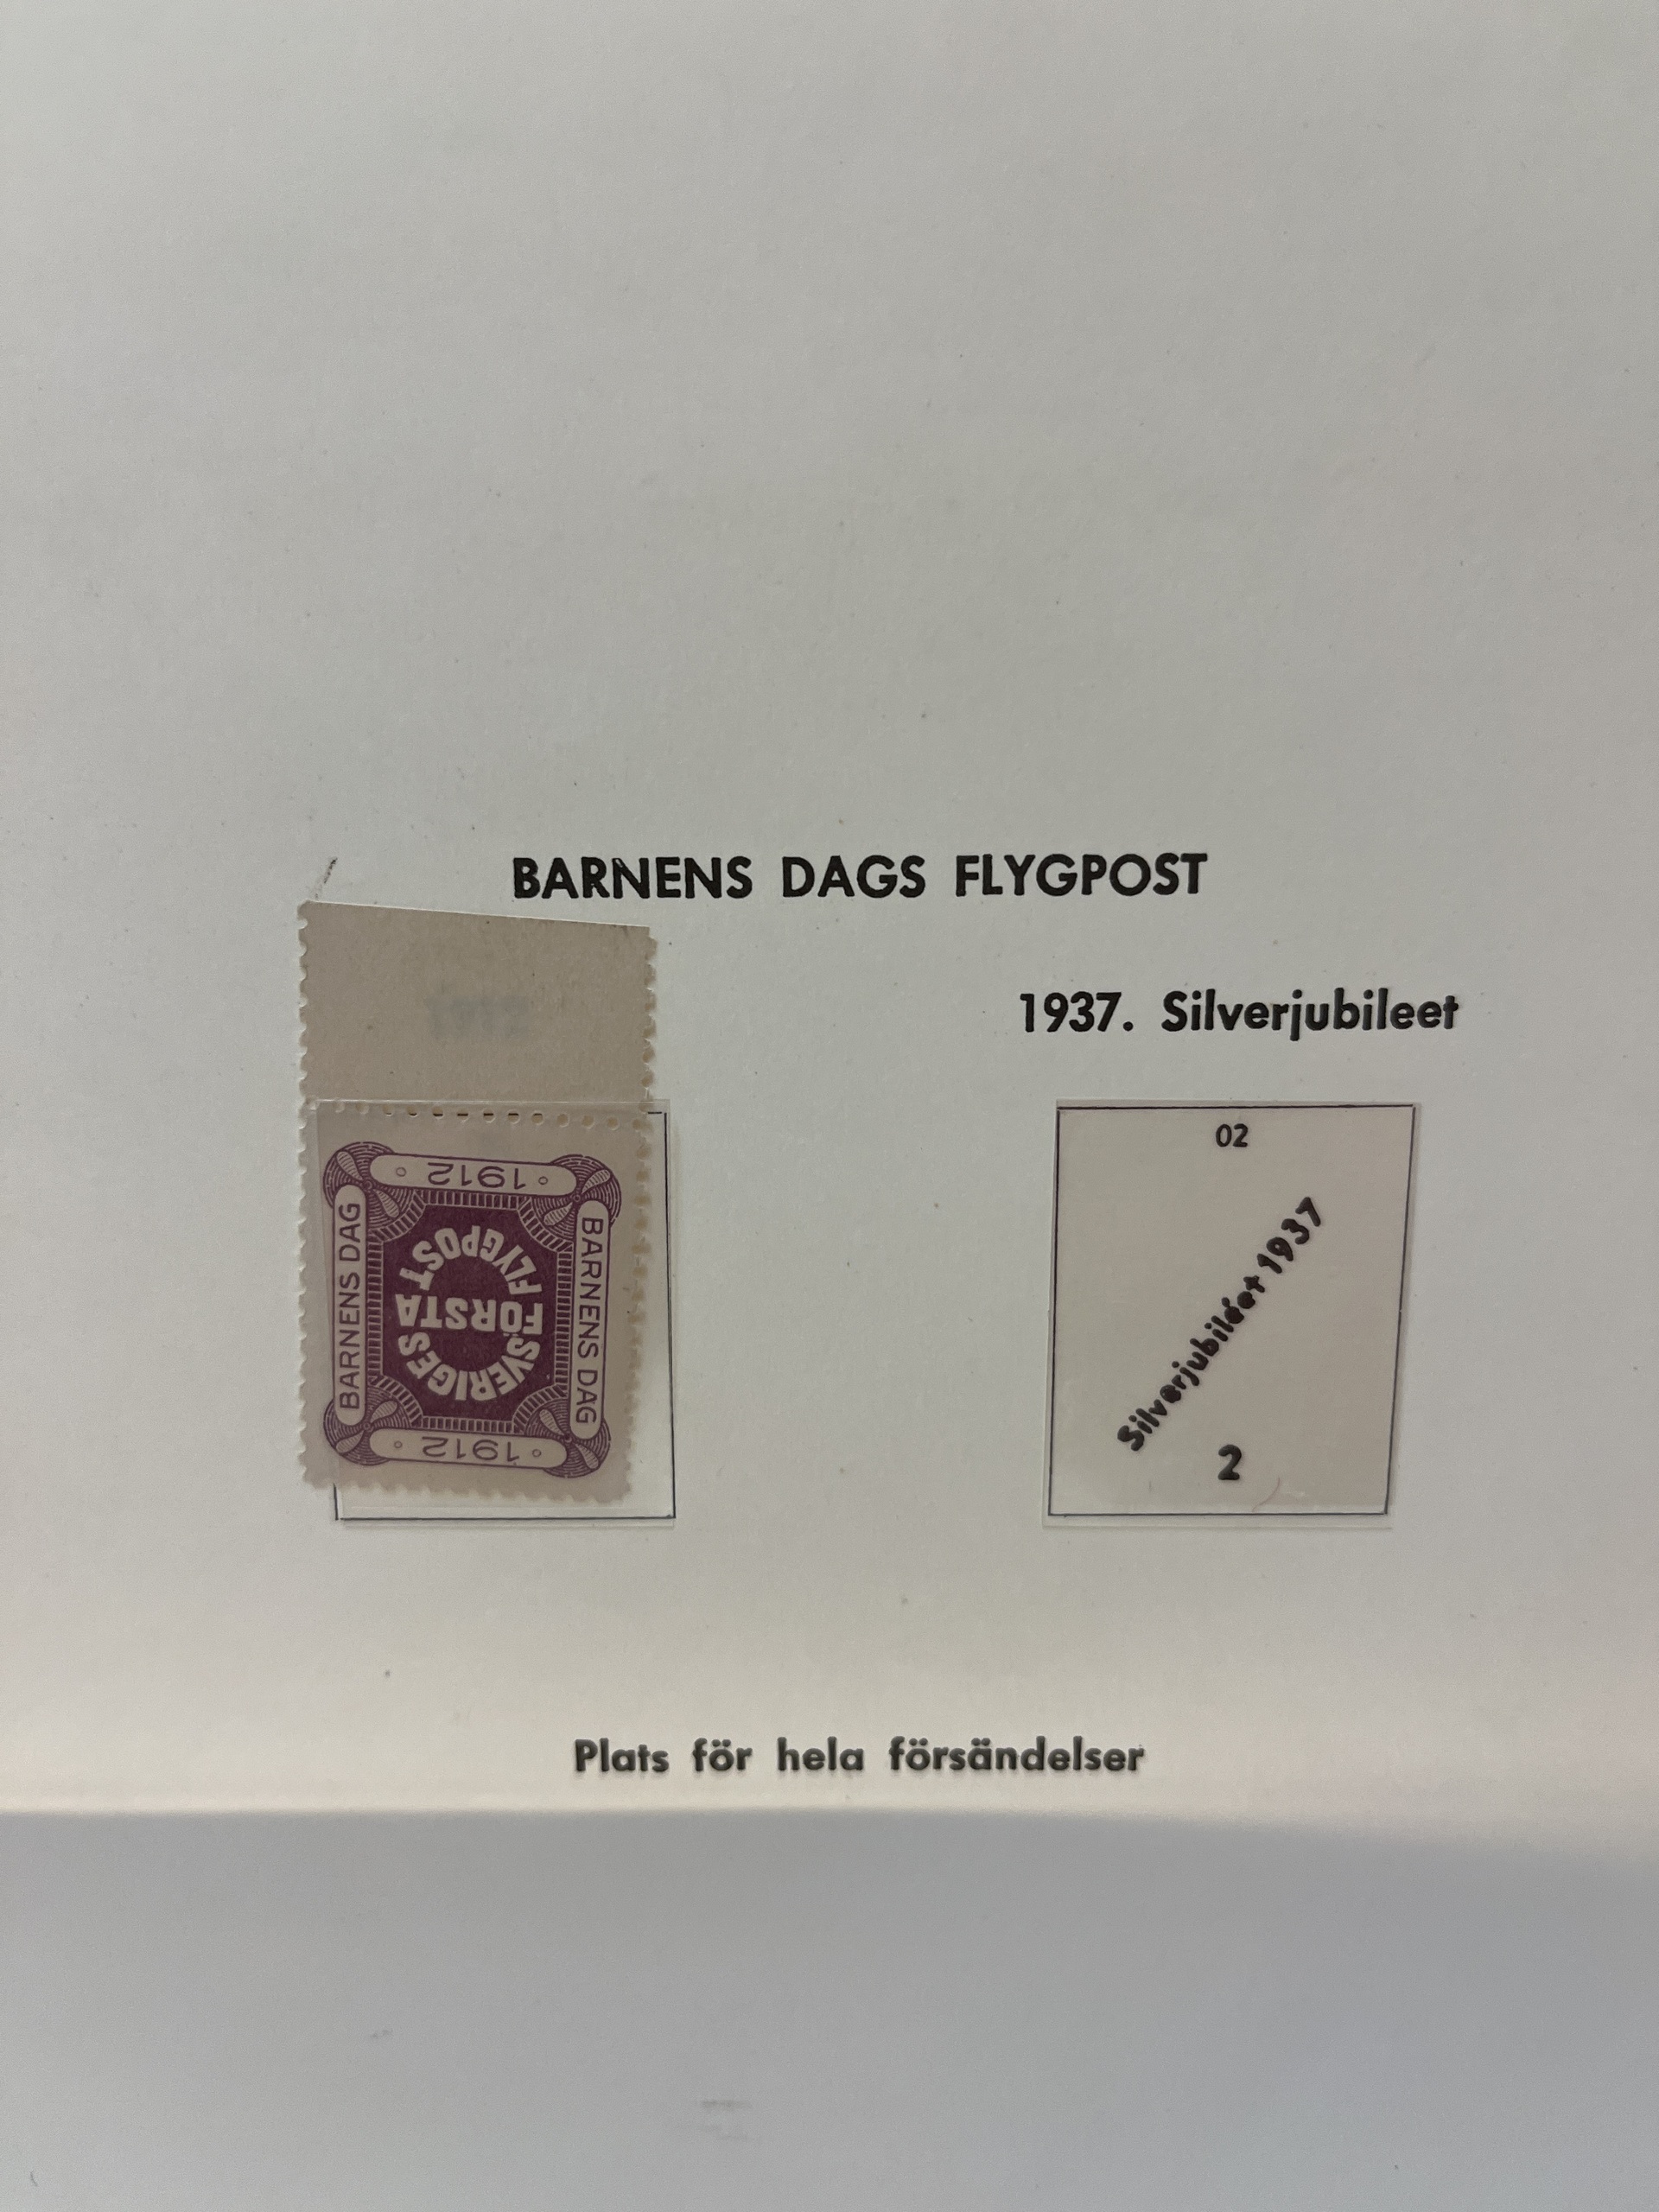 BARNENS DAGS FLYGPOST
1937. Silverjubileet
1912
BARNENS DAG
SVERIGES
FÖRSTA
FLYGPOST
BARNENS DAG
1912
02
Silverjubiléet 1937
2
Plats för hela försändelser